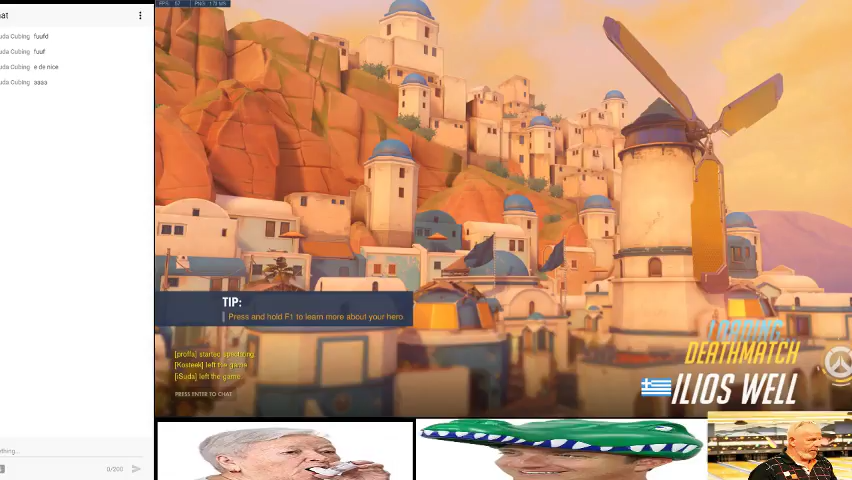 uda Cubing fuufd
uda Cubing fuuf
uda Cubing e de nice
uda Cubing aaaa
0/200
TIP:
Press and hold F1 to learn more about your hero
[proffa] started spectating.
[Kosteek] left the game.
[iSuda] left the game.
PRESS ENTER TO CHAT
LOADING
DEATHMATCH
ILIOS WELL